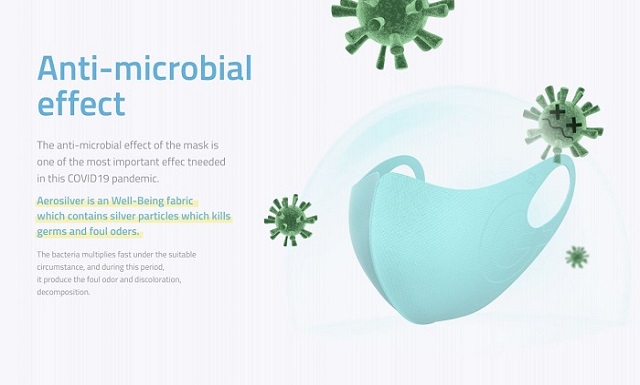 Anti-microbial
effect
The anti-microbial effect of the mask is
one of the most important effec tneeded
in this COVID19 pandemic.
Aerosilver is an Well-Being fabric
which contains silver particles which kills
germs and foul oders.
The bacteria multiplies fast under the suitable
circumstance, and during this period,
it produce the foul odor and discoloration,
decomposition.